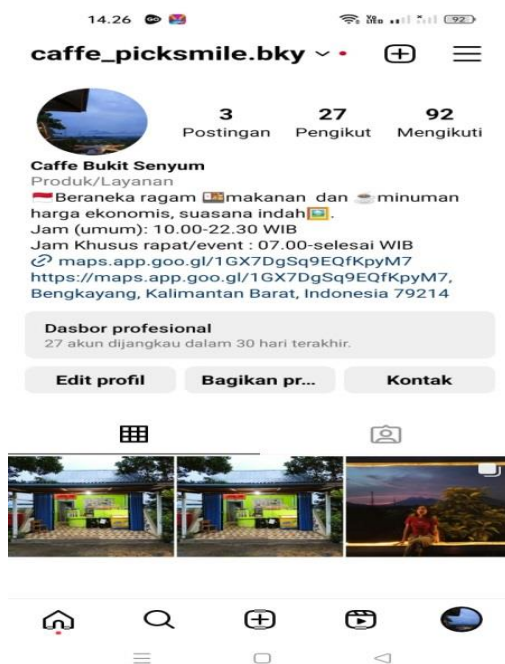 14.26
92
caffe_picksmile.bky
3 27 92
Postingan Pengikut Mengikuti
Caffe Bukit Senyum
Produk/Layanan
🇮🇩Beraneka ragam 🍱makanan dan ☕minuman
harga ekonomis, suasana indah🖼️.
Jam (umum): 10.00-22.30 WIB
Jam Khusus rapat/event : 07.00-selesai WIB
maps.app.goo.gl/1GX7DgSq9EQfKpyM7
https://maps.app.goo.gl/1GX7DgSq9EQfKpyM7,
Bengkayang, Kalimantan Barat, Indonesia 79214
Dasbor profesional
27 akun dijangkau dalam 30 hari terakhir.
Edit profil Bagikan pr... Kontak